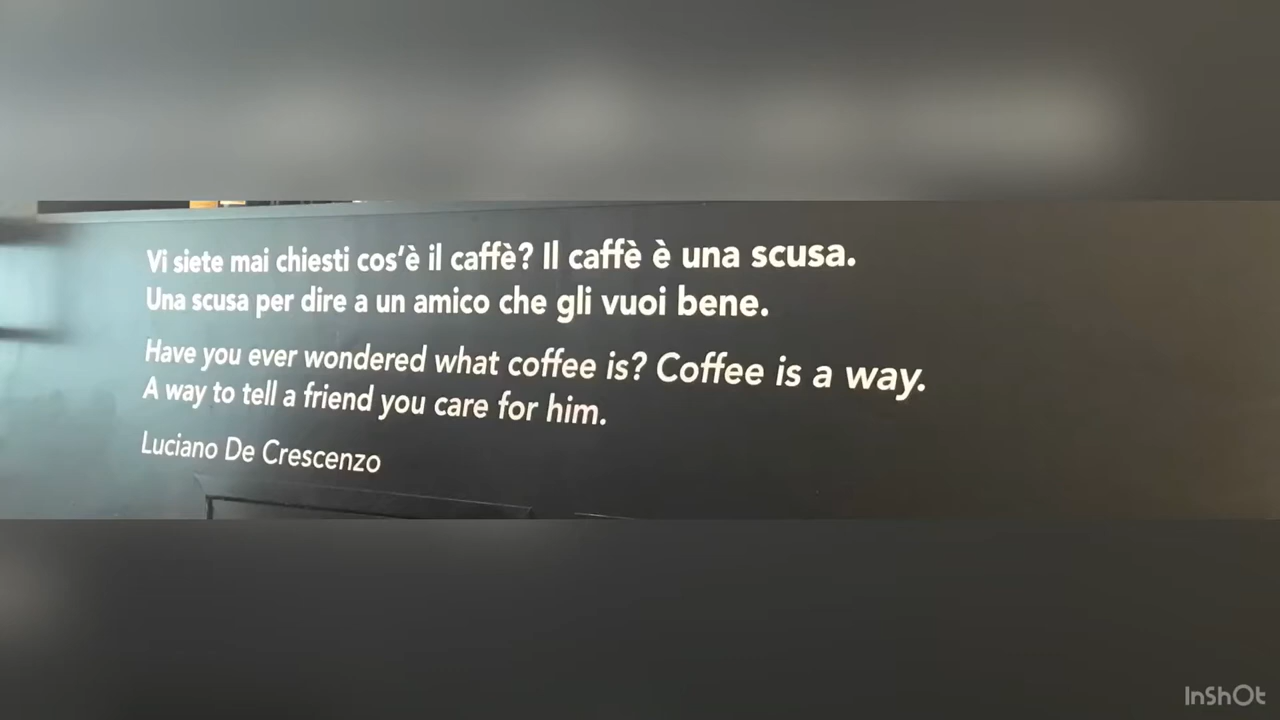 Vi siete mai chiesti cos'è il caffè? Il caffè è una scusa.
Una scusa per dire a un amico che gli vuoi bene.
Have you ever wondered what coffee is? Coffee is a way.
A way to tell a friend you care for him.
Luciano De Crescenzo
InShOt